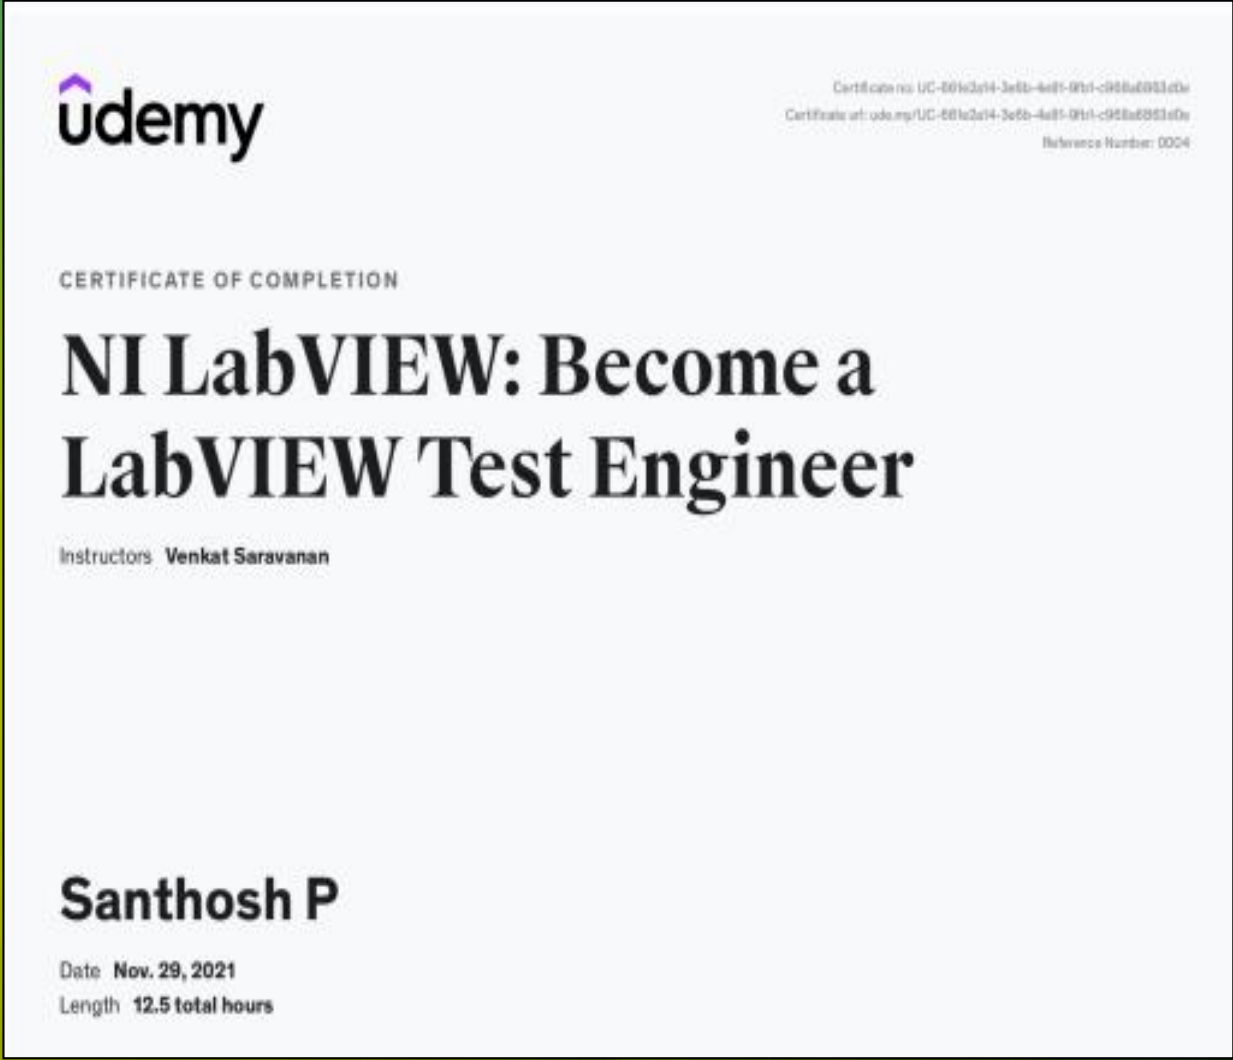 udemy
Certificate no:
Certificate url:
Reference Number: 0004
CERTIFICATE OF COMPLETION
NI LabVIEW: Become a
LabVIEW Test Engineer
Instructors Venkat Saravanan
Santhosh P
Date Nov. 29, 2021
Length 12.5 total hours